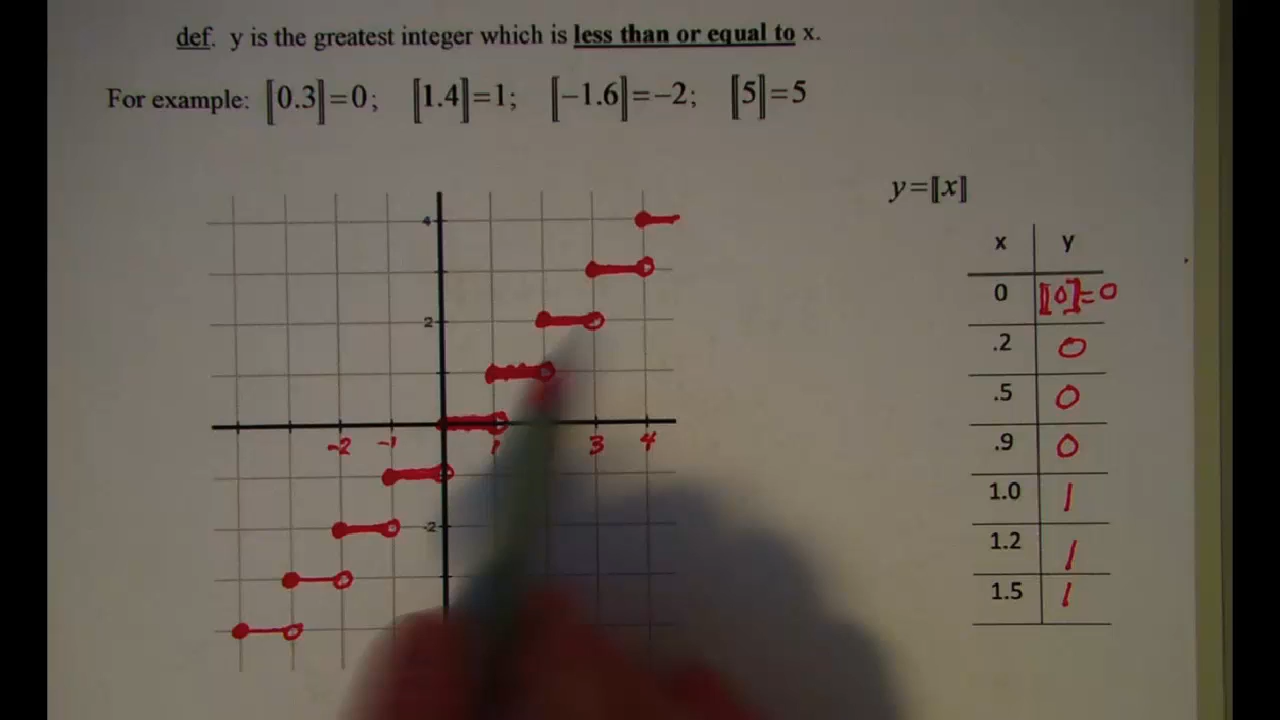 def. y is the greatest integer which is less than or equal to x.
For example: ⟦0.3⟧=0; ⟦1.4⟧=1; ⟦−1.6⟧=−2; ⟦5⟧=5
y=⟦x⟧
4
2
-2 -1 1 3 4
-2
x y
0 ⟦0⟧=0
.2 0
.5 0
.9 0
1.0 1
1.2 1
1.5 1